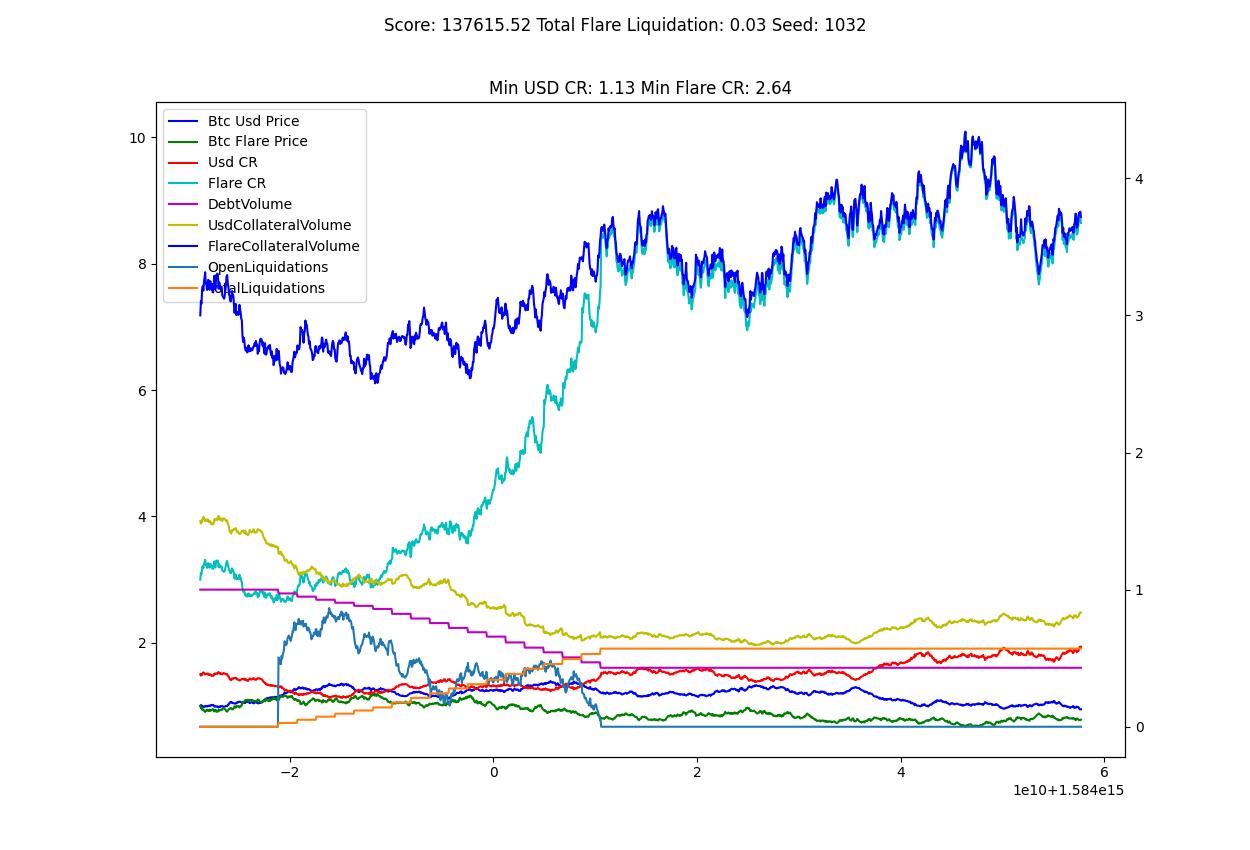 Score: 137615.52 Total Flare Liquidation: 0.03 Seed: 1032
Min USD CR: 1.13 Min Flare CR: 2.64
Btc Usd Price
Btc Flare Price
Usd CR
Flare CR
DebtVolume
UsdCollateralVolume
FlareCollateralVolume
OpenLiquidations
TotalLiquidations
10
8
6
4
2
4
3
2
1
0
−2 0 2 4 6
1e10+1.584e15